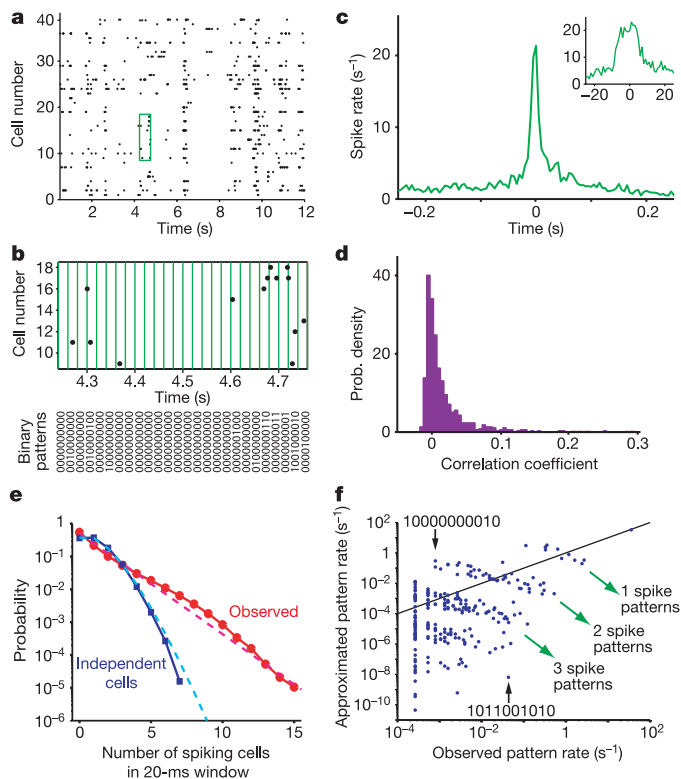 a
Cell number
40
30
20
10
0
2 4 6 8 10 12
Time (s)
b
Cell number
18
16
14
12
10
4.3 4.4 4.5 4.6 4.7
Time (s)
Binary
patterns
c
Spike rate (s⁻¹)
20
10
0
−0.2 0 0.2
Time (s)
20
10
0
−20 0 20
d
Prob. density
40
20
0
0 0.1 0.2 0.3
Correlation coefficient
e
Probability
1
10⁻¹
10⁻²
10⁻³
10⁻⁴
10⁻⁵
10⁻⁶
Observed
Independent
cells
0 5 10 15
Number of spiking cells
in 20-ms window
f
Approximated pattern rate (s⁻¹)
10²
1
10⁻²
10⁻⁴
10⁻⁶
10⁻⁸
10⁻¹⁰
10000000010
1 spike
patterns
2 spike
patterns
3 spike
patterns
1011001010
10⁻⁴ 10⁻² 1 10²
Observed pattern rate (s⁻¹)